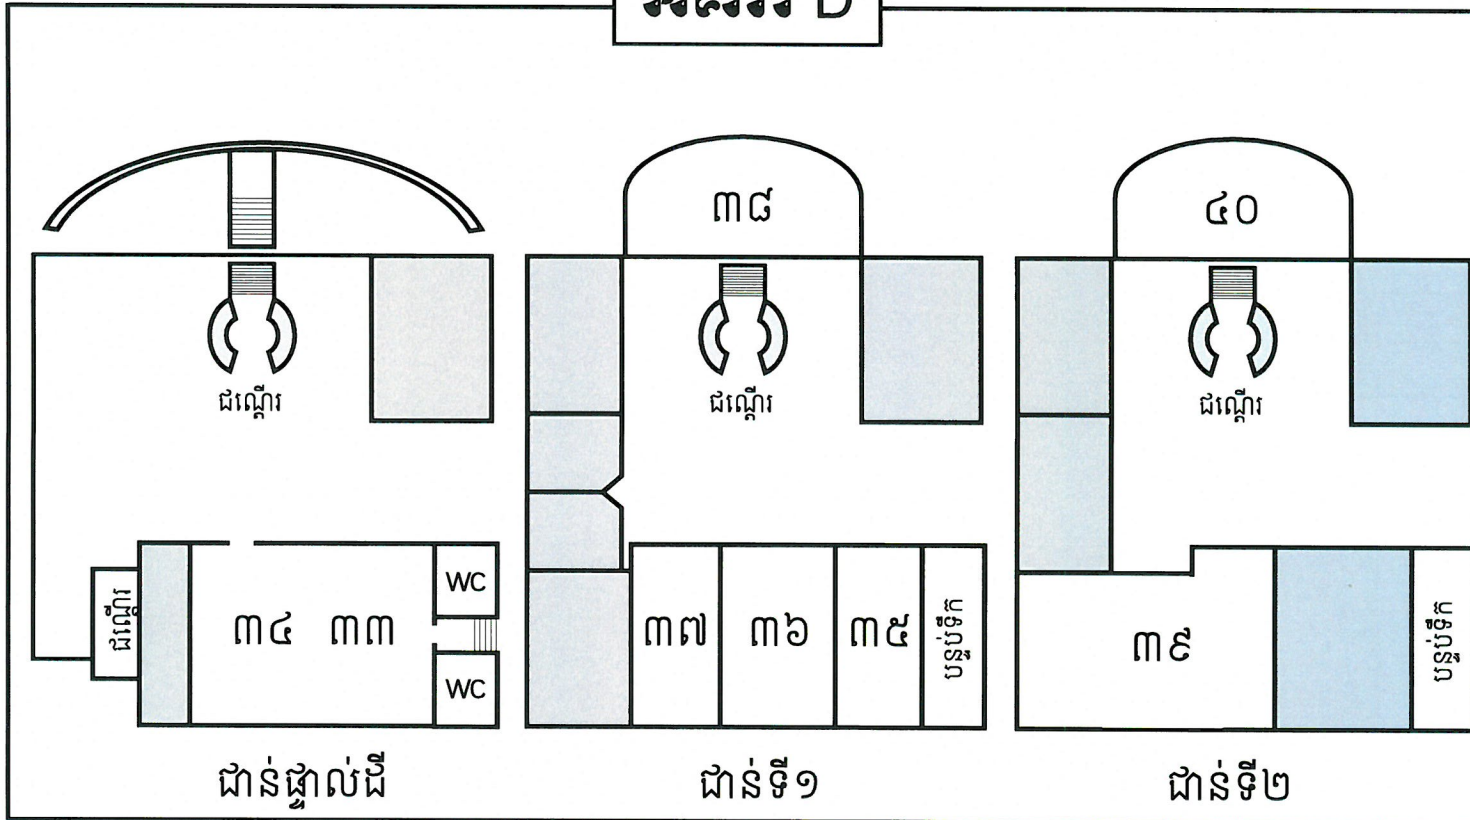 អគារ D
៣៨
៤០
ជណ្ដើរ
ជណ្ដើរ
ជណ្ដើរ
ជណ្ដើរ
៣៤
៣៣
WC
WC
៣៧
៣៦
៣៥
បន្ទប់ទឹក
៣៩
បន្ទប់ទឹក
ជាន់ផ្ទាល់ដី
ជាន់ទី១
ជាន់ទី២